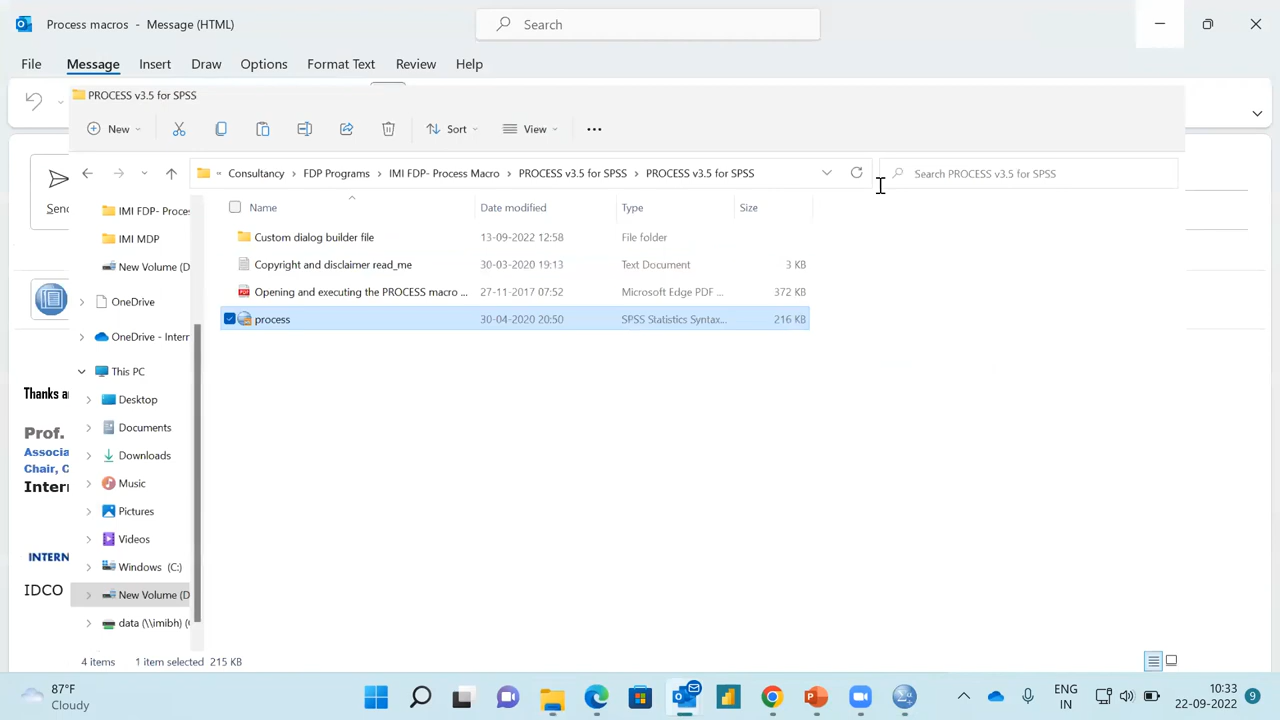 Process macros - Message (HTML)
Search
File Message Insert Draw Options Format Text Review Help
PROCESS v3.5 for SPSS
New Sort View
Consultancy > FDP Programs > IMI FDP- Process Macro > PROCESS v3.5 for SPSS > PROCESS v3.5 for SPSS
Search PROCESS v3.5 for SPSS
Send
Name Date modified Type Size
IMI FDP- Proces
IMI MDP
New Volume (D
OneDrive
OneDrive - Intern
This PC
Desktop
Documents
Downloads
Music
Pictures
Videos
Windows (C:)
New Volume (D
data (\\imibh) (
Custom dialog builder file 13-09-2022 12:58 File folder
Copyright and disclaimer read_me 30-03-2020 19:13 Text Document 3 KB
Opening and executing the PROCESS macro ... 27-11-2017 07:52 Microsoft Edge PDF ... 372 KB
process 30-04-2020 20:50 SPSS Statistics Syntax... 216 KB
Thanks a
Prof.
Associa
Chair, C
Intern
INTERN
IDCO
4 items 1 item selected 215 KB
87°F
Cloudy
ENG
IN
10:33
22-09-2022
9